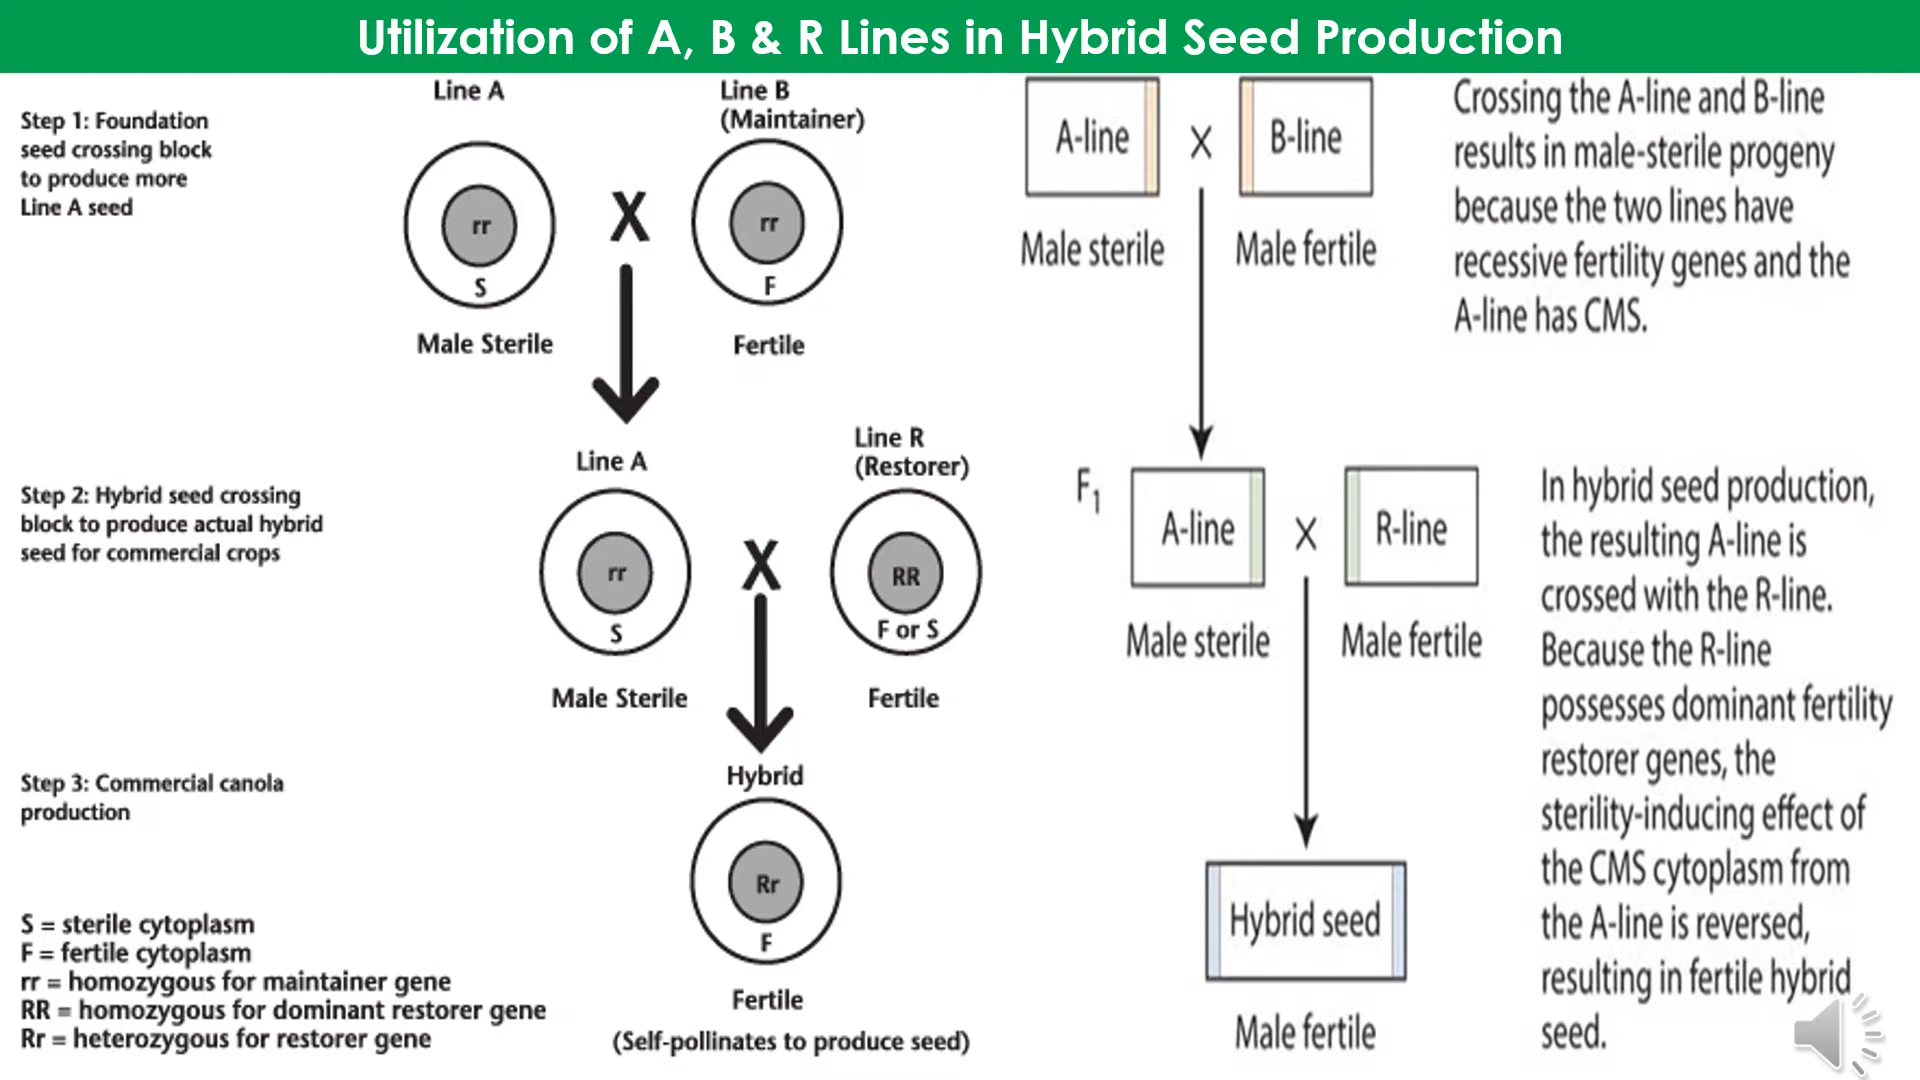 Utilization of A, B & R Lines in Hybrid Seed Production
Step 1: Foundation
seed crossing block
to produce more
Line A seed
Line A
Line B
(Maintainer)
rr
S
X
rr
F
Male Sterile
Fertile
Step 2: Hybrid seed crossing
block to produce actual hybrid
seed for commercial crops
Line A
Line R
(Restorer)
rr
S
X
RR
F or S
Male Sterile
Fertile
Step 3: Commercial canola
production
Hybrid
Rr
F
Fertile
(Self-pollinates to produce seed)
S = sterile cytoplasm
F = fertile cytoplasm
rr = homozygous for maintainer gene
RR = homozygous for dominant restorer gene
Rr = heterozygous for restorer gene
A-line
X
B-line
Male sterile
Male fertile
Crossing the A-line and B-line
results in male-sterile progeny
because the two lines have
recessive fertility genes and the
A-line has CMS.
F1
A-line
X
R-line
Male sterile
Male fertile
Hybrid seed
Male fertile
In hybrid seed production,
the resulting A-line is
crossed with the R-line.
Because the R-line
possesses dominant fertility
restorer genes, the
sterility-inducing effect of
the CMS cytoplasm from
the A-line is reversed,
resulting in fertile hybrid
seed.